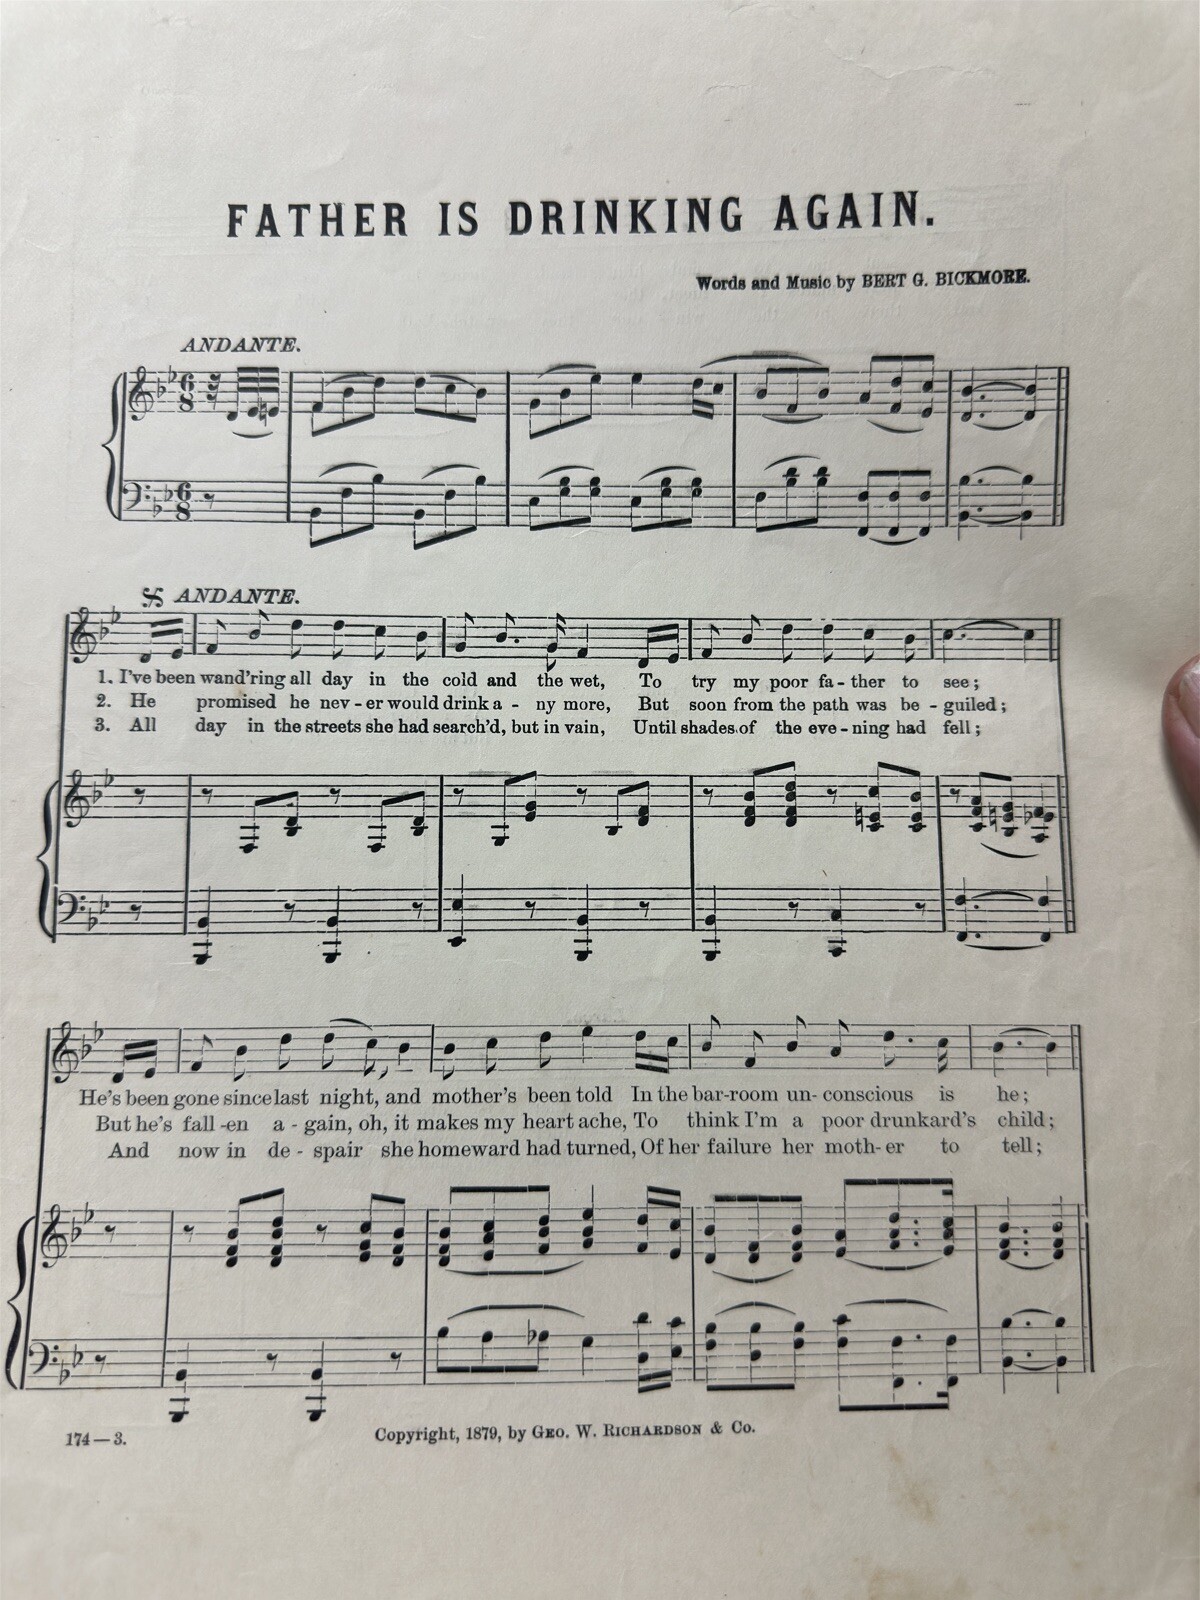 FATHER IS DRINKING AGAIN.
Words and Music by BERT G. BICKMORE.
ANDANTE.
ANDANTE.
1. I've been wand'ring all day in the cold and the wet, To try my poor fa-ther to see;
2. He promised he nev-er would drink a-ny more, But soon from the path was be-guiled;
3. All day in the streets she had search'd, but in vain, Until shades of the eve-ning had fell;
He's been gone since last night, and mother's been told In the bar-room un-conscious is he;
But he's fall-en a-gain, oh, it makes my heart ache, To think I'm a poor drunkard's child;
And now in de-spair she homeward had turned, Of her failure her moth-er to tell;
174—3.
Copyright, 1879, by GEO. W. RICHARDSON & Co.